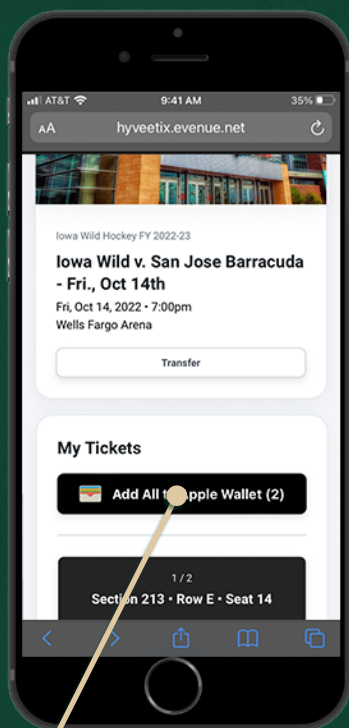 AT&T 9:41 AM 35%
AA hyveetix.evenue.net
Iowa Wild Hockey FY 2022-23
Iowa Wild v. San Jose Barracuda
- Fri., Oct 14th
Fri, Oct 14, 2022 • 7:00pm
Wells Fargo Arena
Transfer
My Tickets
Add All to Apple Wallet (2)
1 / 2
Section 213 • Row E • Seat 14